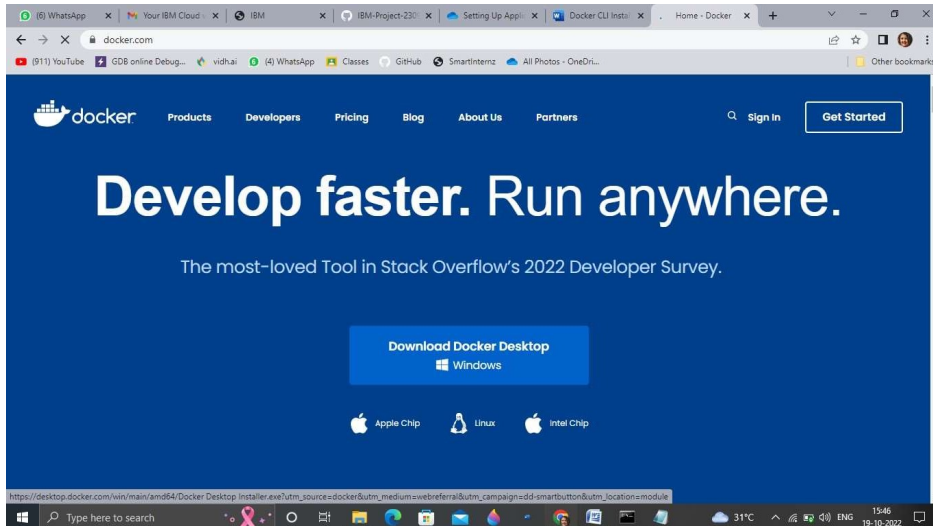 (6) WhatsApp
Your IBM Cloud
IBM
IBM-Project-230
Setting Up Appli
Docker CLI Instal
Home - Docker
docker.com
(911) YouTube
GDB online Debug...
vidh.ai
(4) WhatsApp
Classes
GitHub
SmartInternz
All Photos - OneDri...
Other bookmarks
docker
Products
Developers
Pricing
Blog
About Us
Partners
Sign In
Get Started
Develop faster. Run anywhere.
The most-loved Tool in Stack Overflow's 2022 Developer Survey.
Download Docker Desktop
Windows
Apple Chip
Linux
Intel Chip
https://desktop.docker.com/win/main/amd64/Docker Desktop Installer.exe?utm_source=docker&utm_medium=webreferral&utm_campaign=dd-smartbutton&utm_location=module
Type here to search
31°C
ENG
15:46
19-10-2022